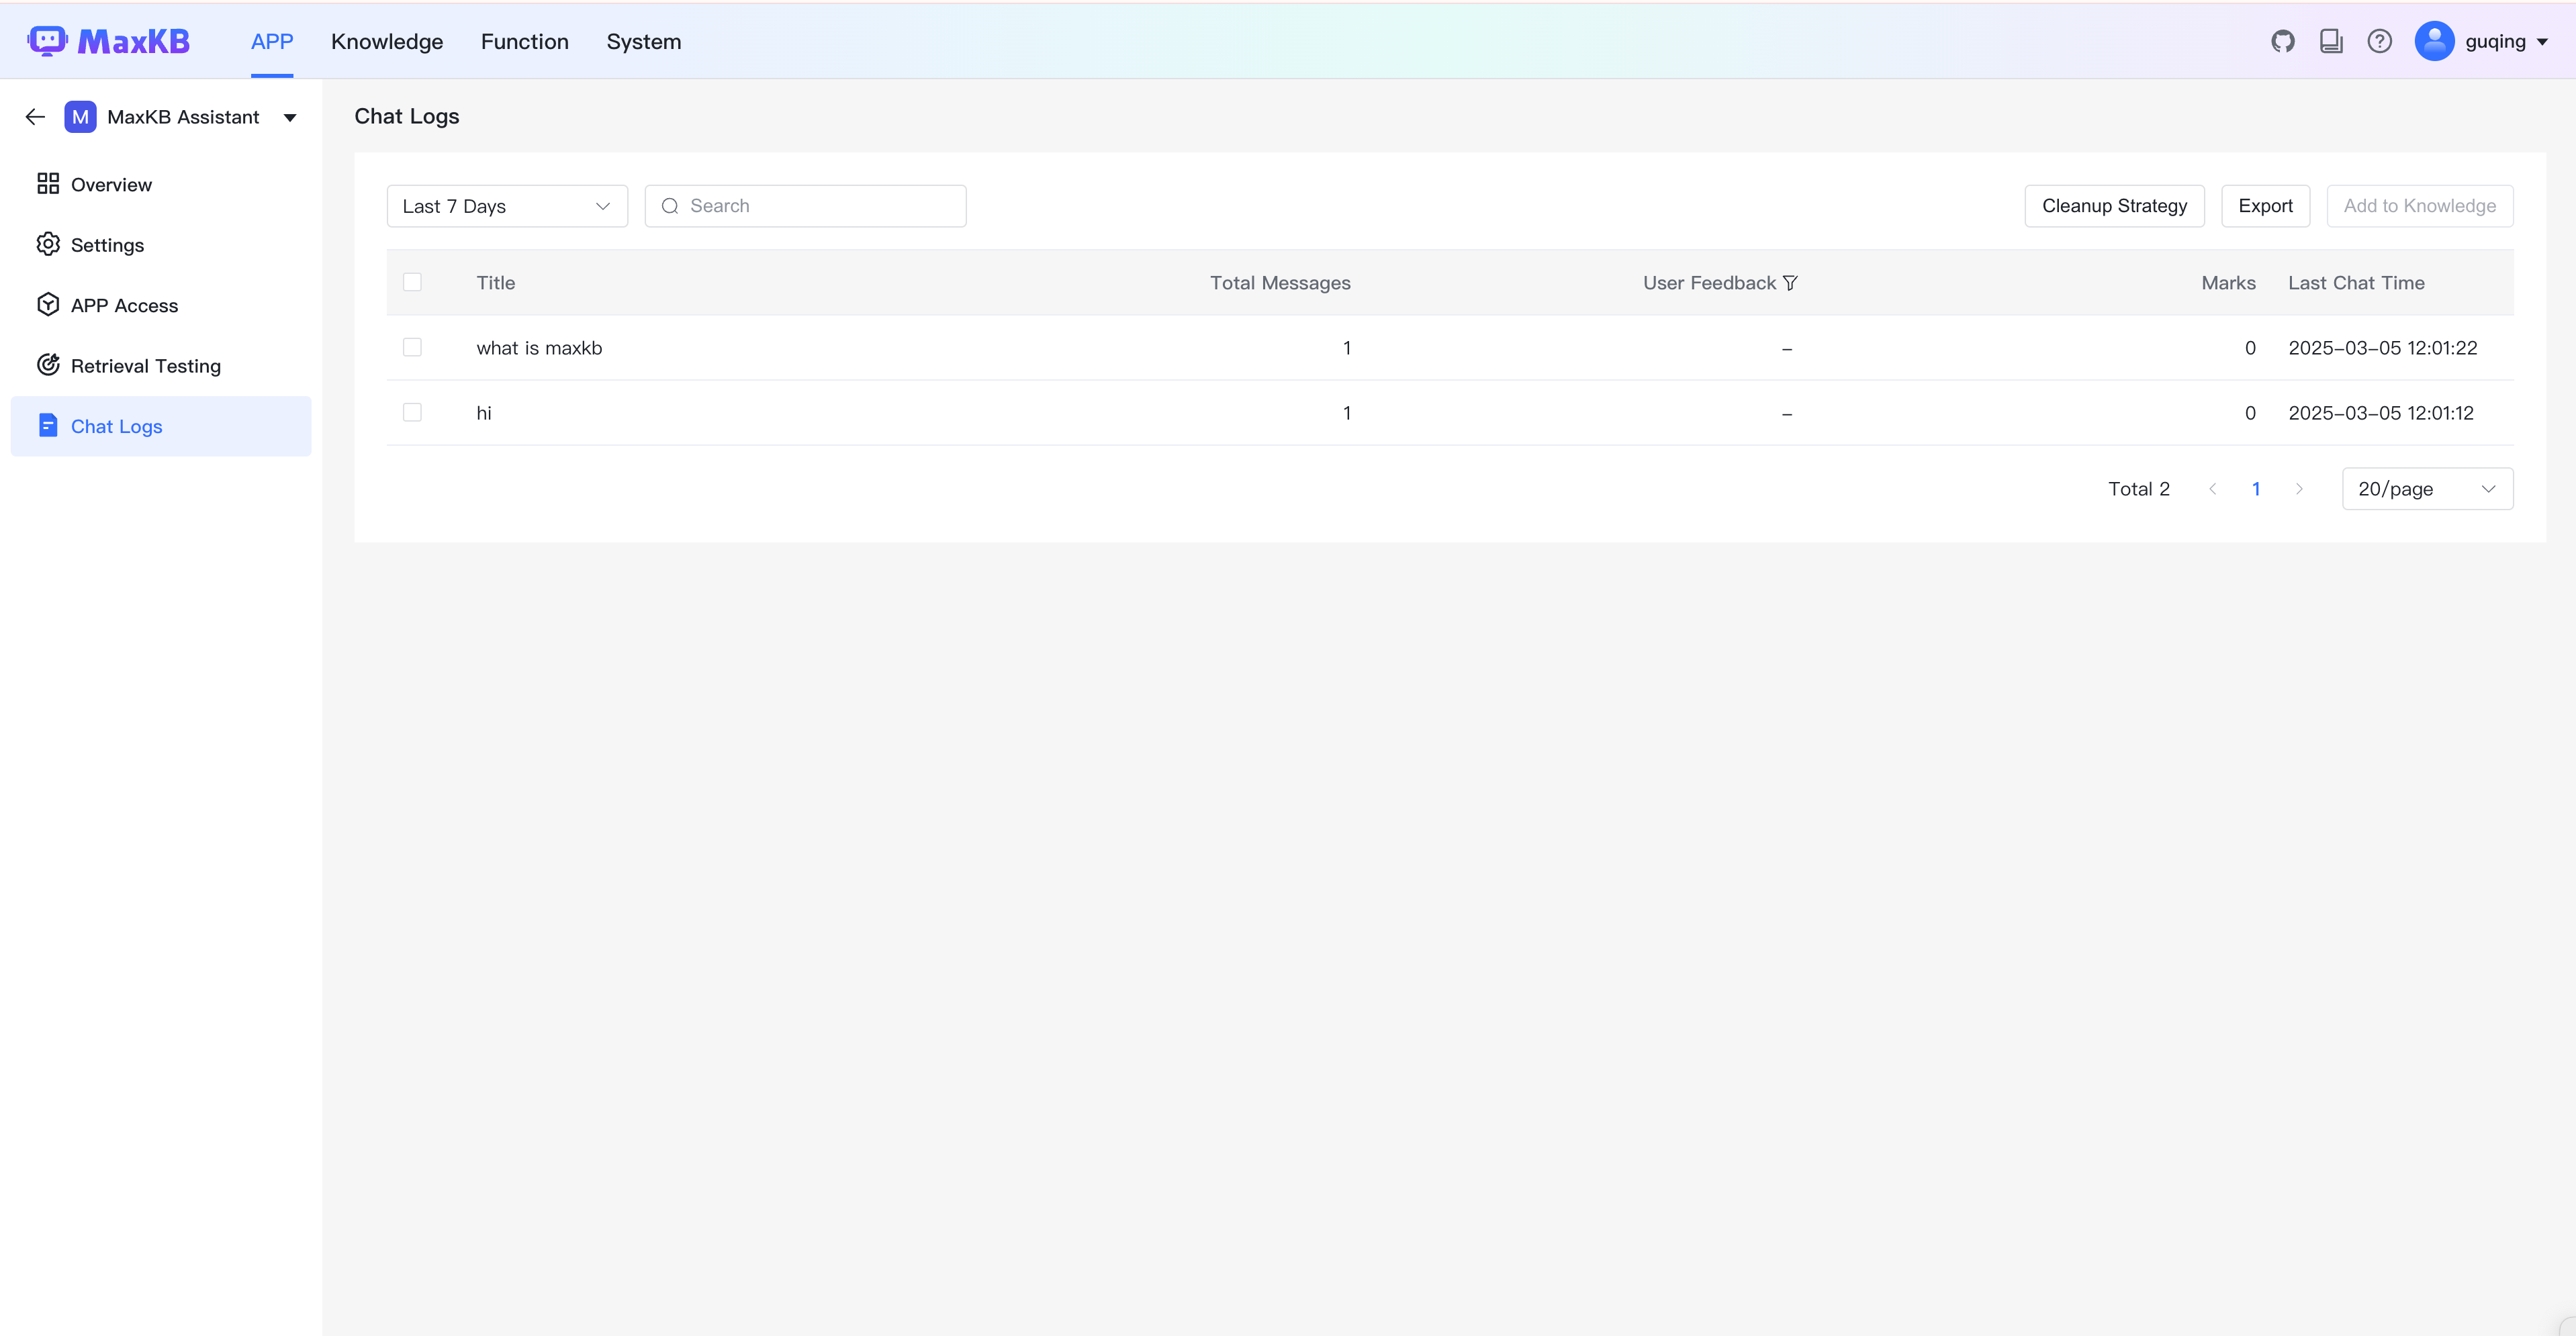 MaxKB APP Knowledge Function System guqing
M MaxKB Assistant
Overview
Settings
APP Access
Retrieval Testing
Chat Logs
Chat Logs
Last 7 Days Search Cleanup Strategy Export Add to Knowledge
Title Total Messages User Feedback Marks Last Chat Time
what is maxkb 1 – 0 2025–03–05 12:01:22
hi 1 – 0 2025–03–05 12:01:12
Total 2 1 20/page